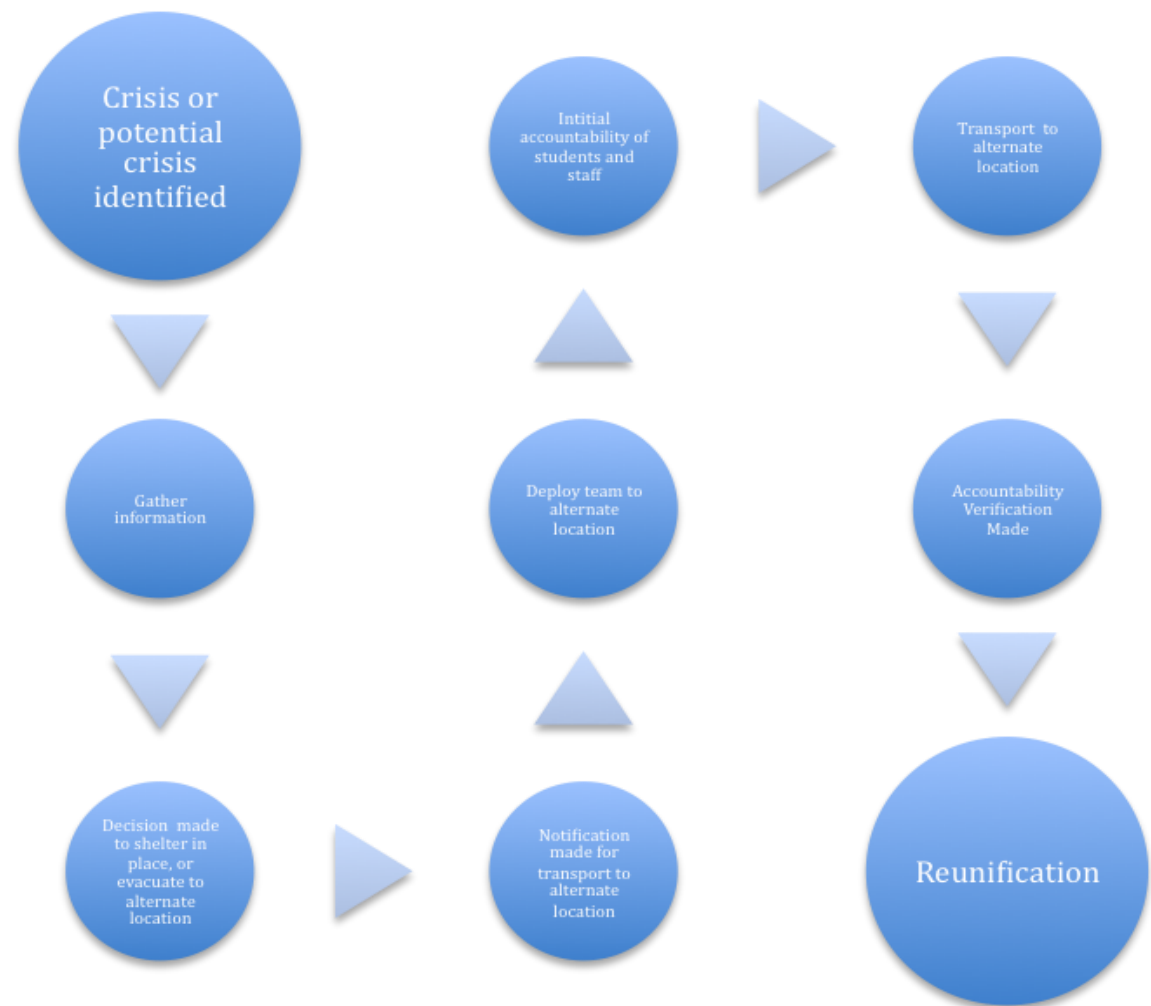 Crisis or
potential
crisis
identified
Gather
information
Decision made
to shelter in
place, or
evacuate to
alternate
location
Notification
made for
transport to
alternate
location
Deploy team to
alternate
location
Intitial
accountability of
students and
staff
Transport to
alternate
location
Accountability
Verification
Made
Reunification